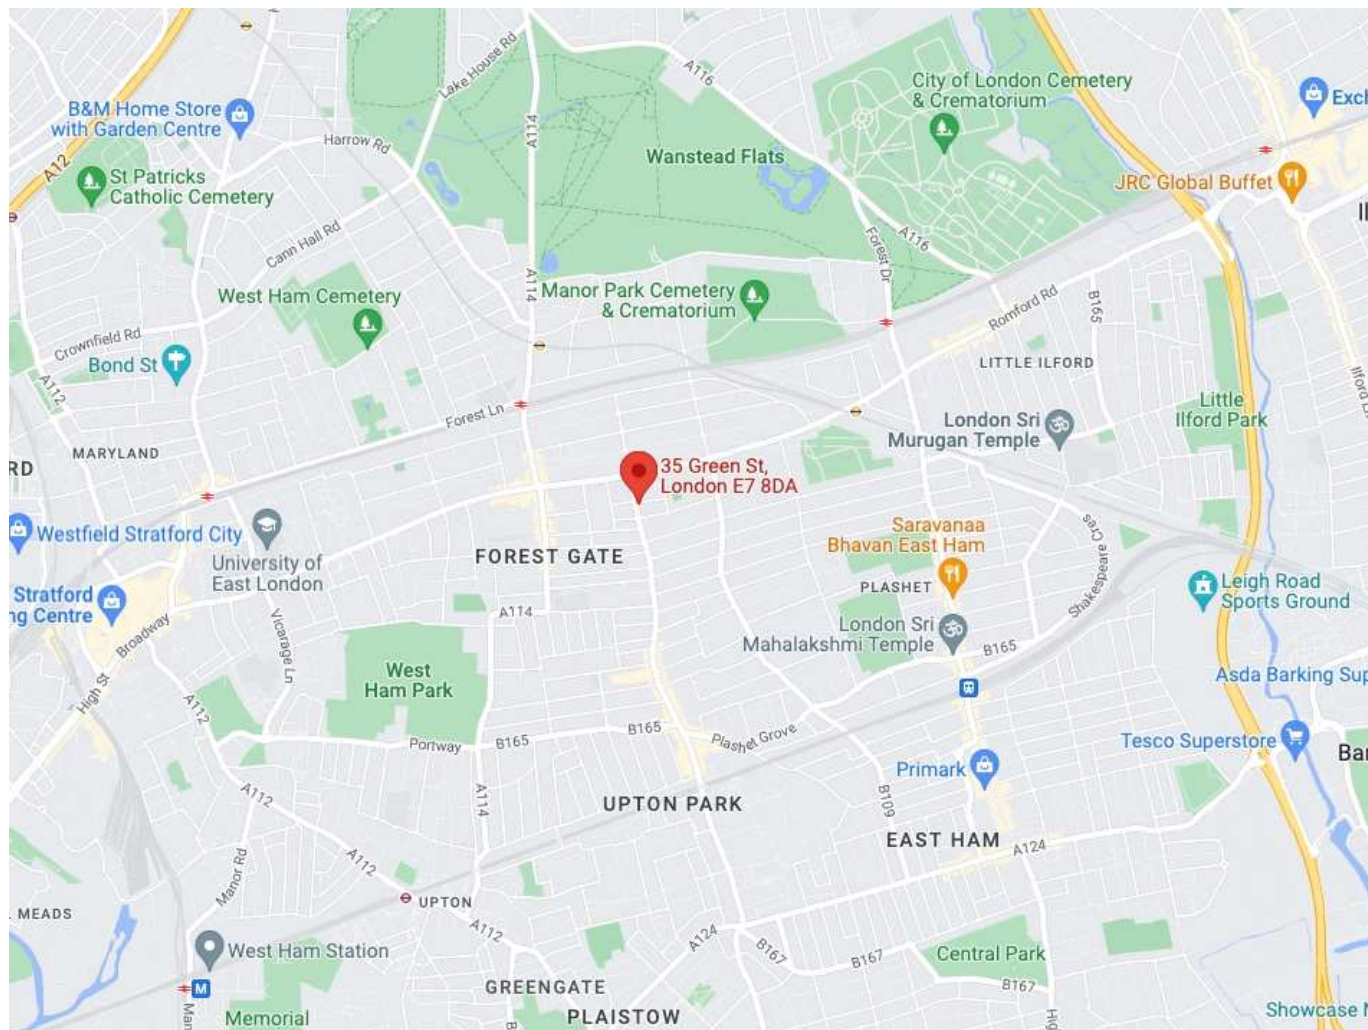 A116
Lake House Rd
City of London Cemetery
& Crematorium
B&M Home Store
with Garden Centre
A114
Exch
Harrow Rd
A12
Wanstead Flats
St Patricks
Catholic Cemetery
JRC Global Buffet
Il
Cann Hall Rd
Forest Dr
A116
A114
West Ham Cemetery
Manor Park Cemetery
& Crematorium
Romford Rd
B165
Crownfield Rd
Bond St
LITTLE ILFORD
A112
Forest Ln
Little
Ilford Park
London Sri
Murugan Temple
MARYLAND
RD
35 Green St,
London E7 8DA
Westfield Stratford City
Saravanaa
Bhavan East Ham
Shakespeare Cres
University of
East London
FOREST GATE
PLASHET
Leigh Road
Sports Ground
Stratford
ng Centre
A114
Broadway
Vicarage Ln
London Sri
Mahalakshmi Temple
B165
West
Ham Park
Asda Barking Sup
High St
A112
Portway
B165
B165
Plashet Grove
Tesco Superstore
Bar
Primark
A112
A114
UPTON PARK
B109
EAST HAM
A124
Manor Rd
A112
UPTON
L MEADS
A112
A124
B167
West Ham Station
B167
Central Park
GREENGATE
B167
M
Memorial
PLAISTOW
Showcase